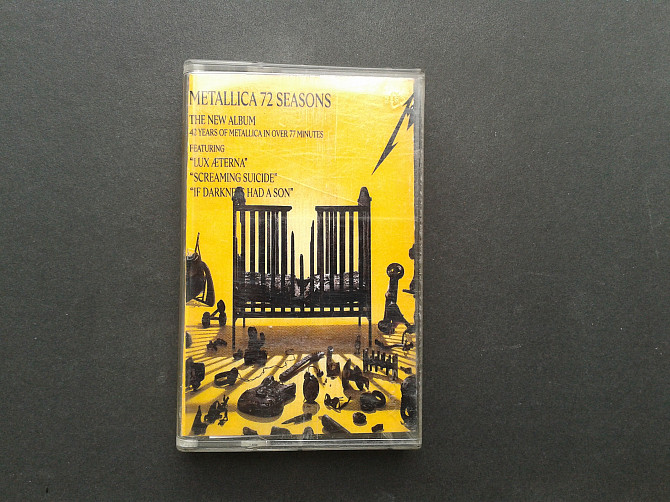 METALLICA 72 SEASONS
THE NEW ALBUM
40 YEARS OF METALLICA IN OVER 77 MINUTES
FEATURING
"LUX ÆTERNA"
"SCREAMING SUICIDE"
"IF DARKNESS HAD A SON"